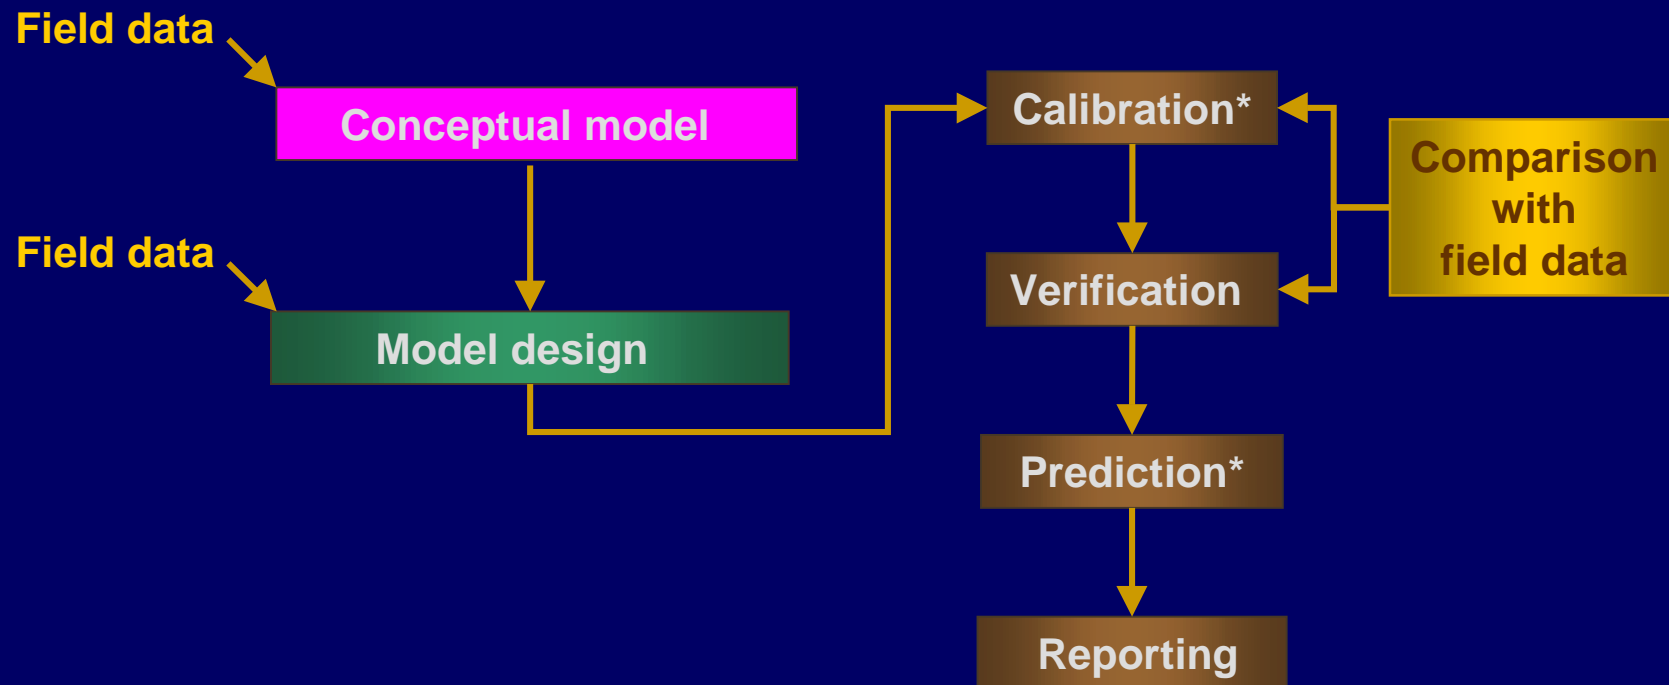 Field data
Conceptual model
Field data
Model design
Calibration*
Verification
Prediction*
Reporting
Comparison
with
field data